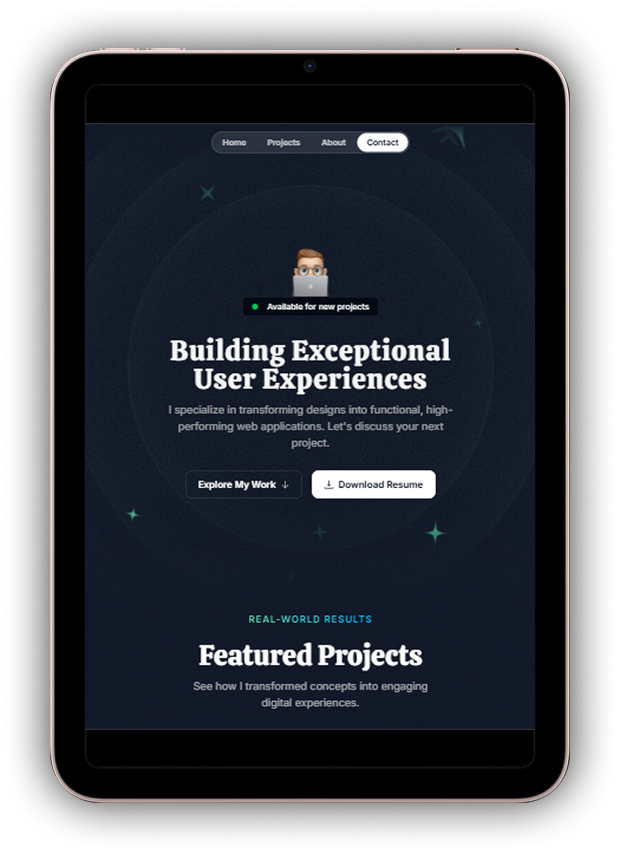 Home Projects About Contact
Available for new projects
Building Exceptional
User Experiences
I specialize in transforming designs into functional, high-
performing web applications. Let's discuss your next
project.
Explore My Work ↓ Download Resume
REAL-WORLD RESULTS
Featured Projects
See how I transformed concepts into engaging
digital experiences.